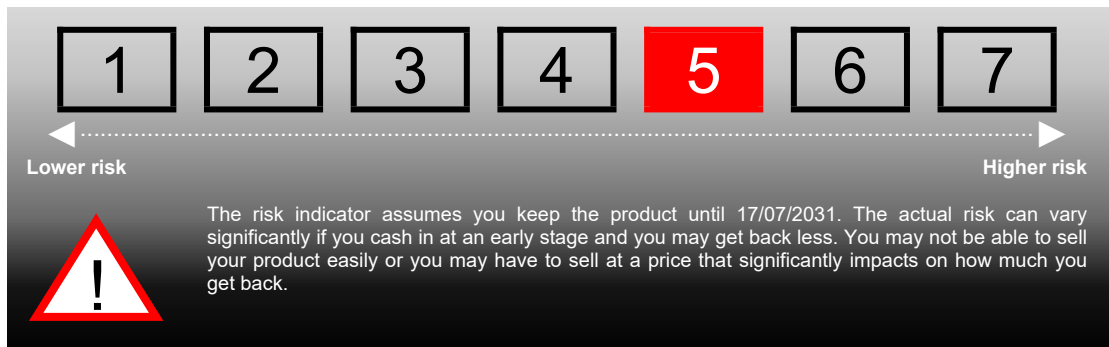 1 2 3 4 5 6 7
Lower risk Higher risk
!
The risk indicator assumes you keep the product until 17/07/2031. The actual risk can vary
significantly if you cash in at an early stage and you may get back less. You may not be able to sell
your product easily or you may have to sell at a price that significantly impacts on how much you
get back.